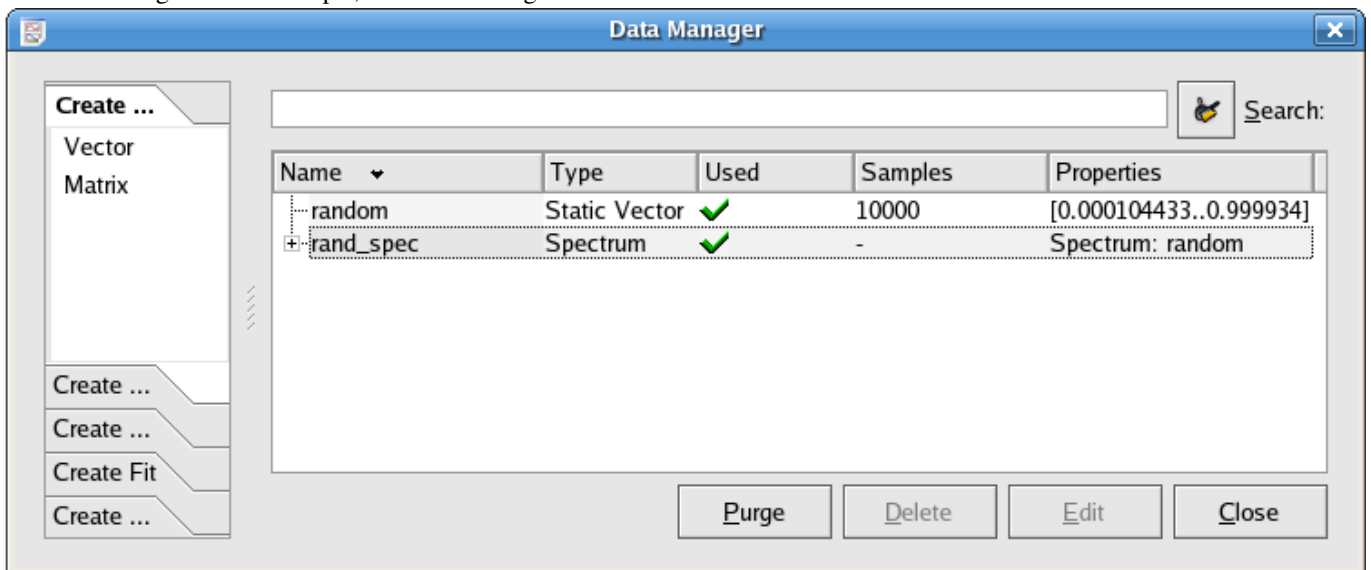 Data Manager
Create ...
Search:
Vector
Matrix
Name Type Used Samples Properties
random Static Vector 10000 [0.000104433..0.999934]
rand_spec Spectrum - Spectrum: random
Create ...
Create ...
Create Fit
Create ...
Purge Delete Edit Close